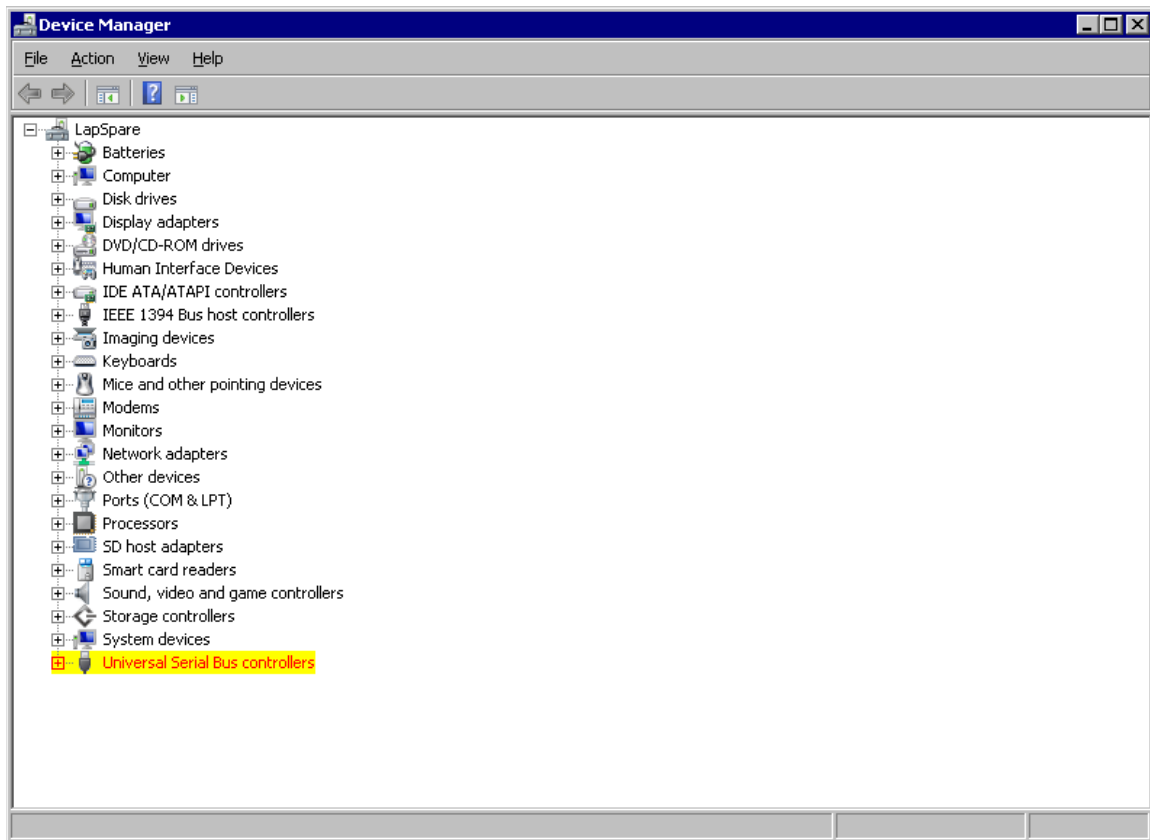 Device Manager
File Action View Help
LapSpare
Batteries
Computer
Disk drives
Display adapters
DVD/CD-ROM drives
Human Interface Devices
IDE ATA/ATAPI controllers
IEEE 1394 Bus host controllers
Imaging devices
Keyboards
Mice and other pointing devices
Modems
Monitors
Network adapters
Other devices
Ports (COM & LPT)
Processors
SD host adapters
Smart card readers
Sound, video and game controllers
Storage controllers
System devices
Universal Serial Bus controllers